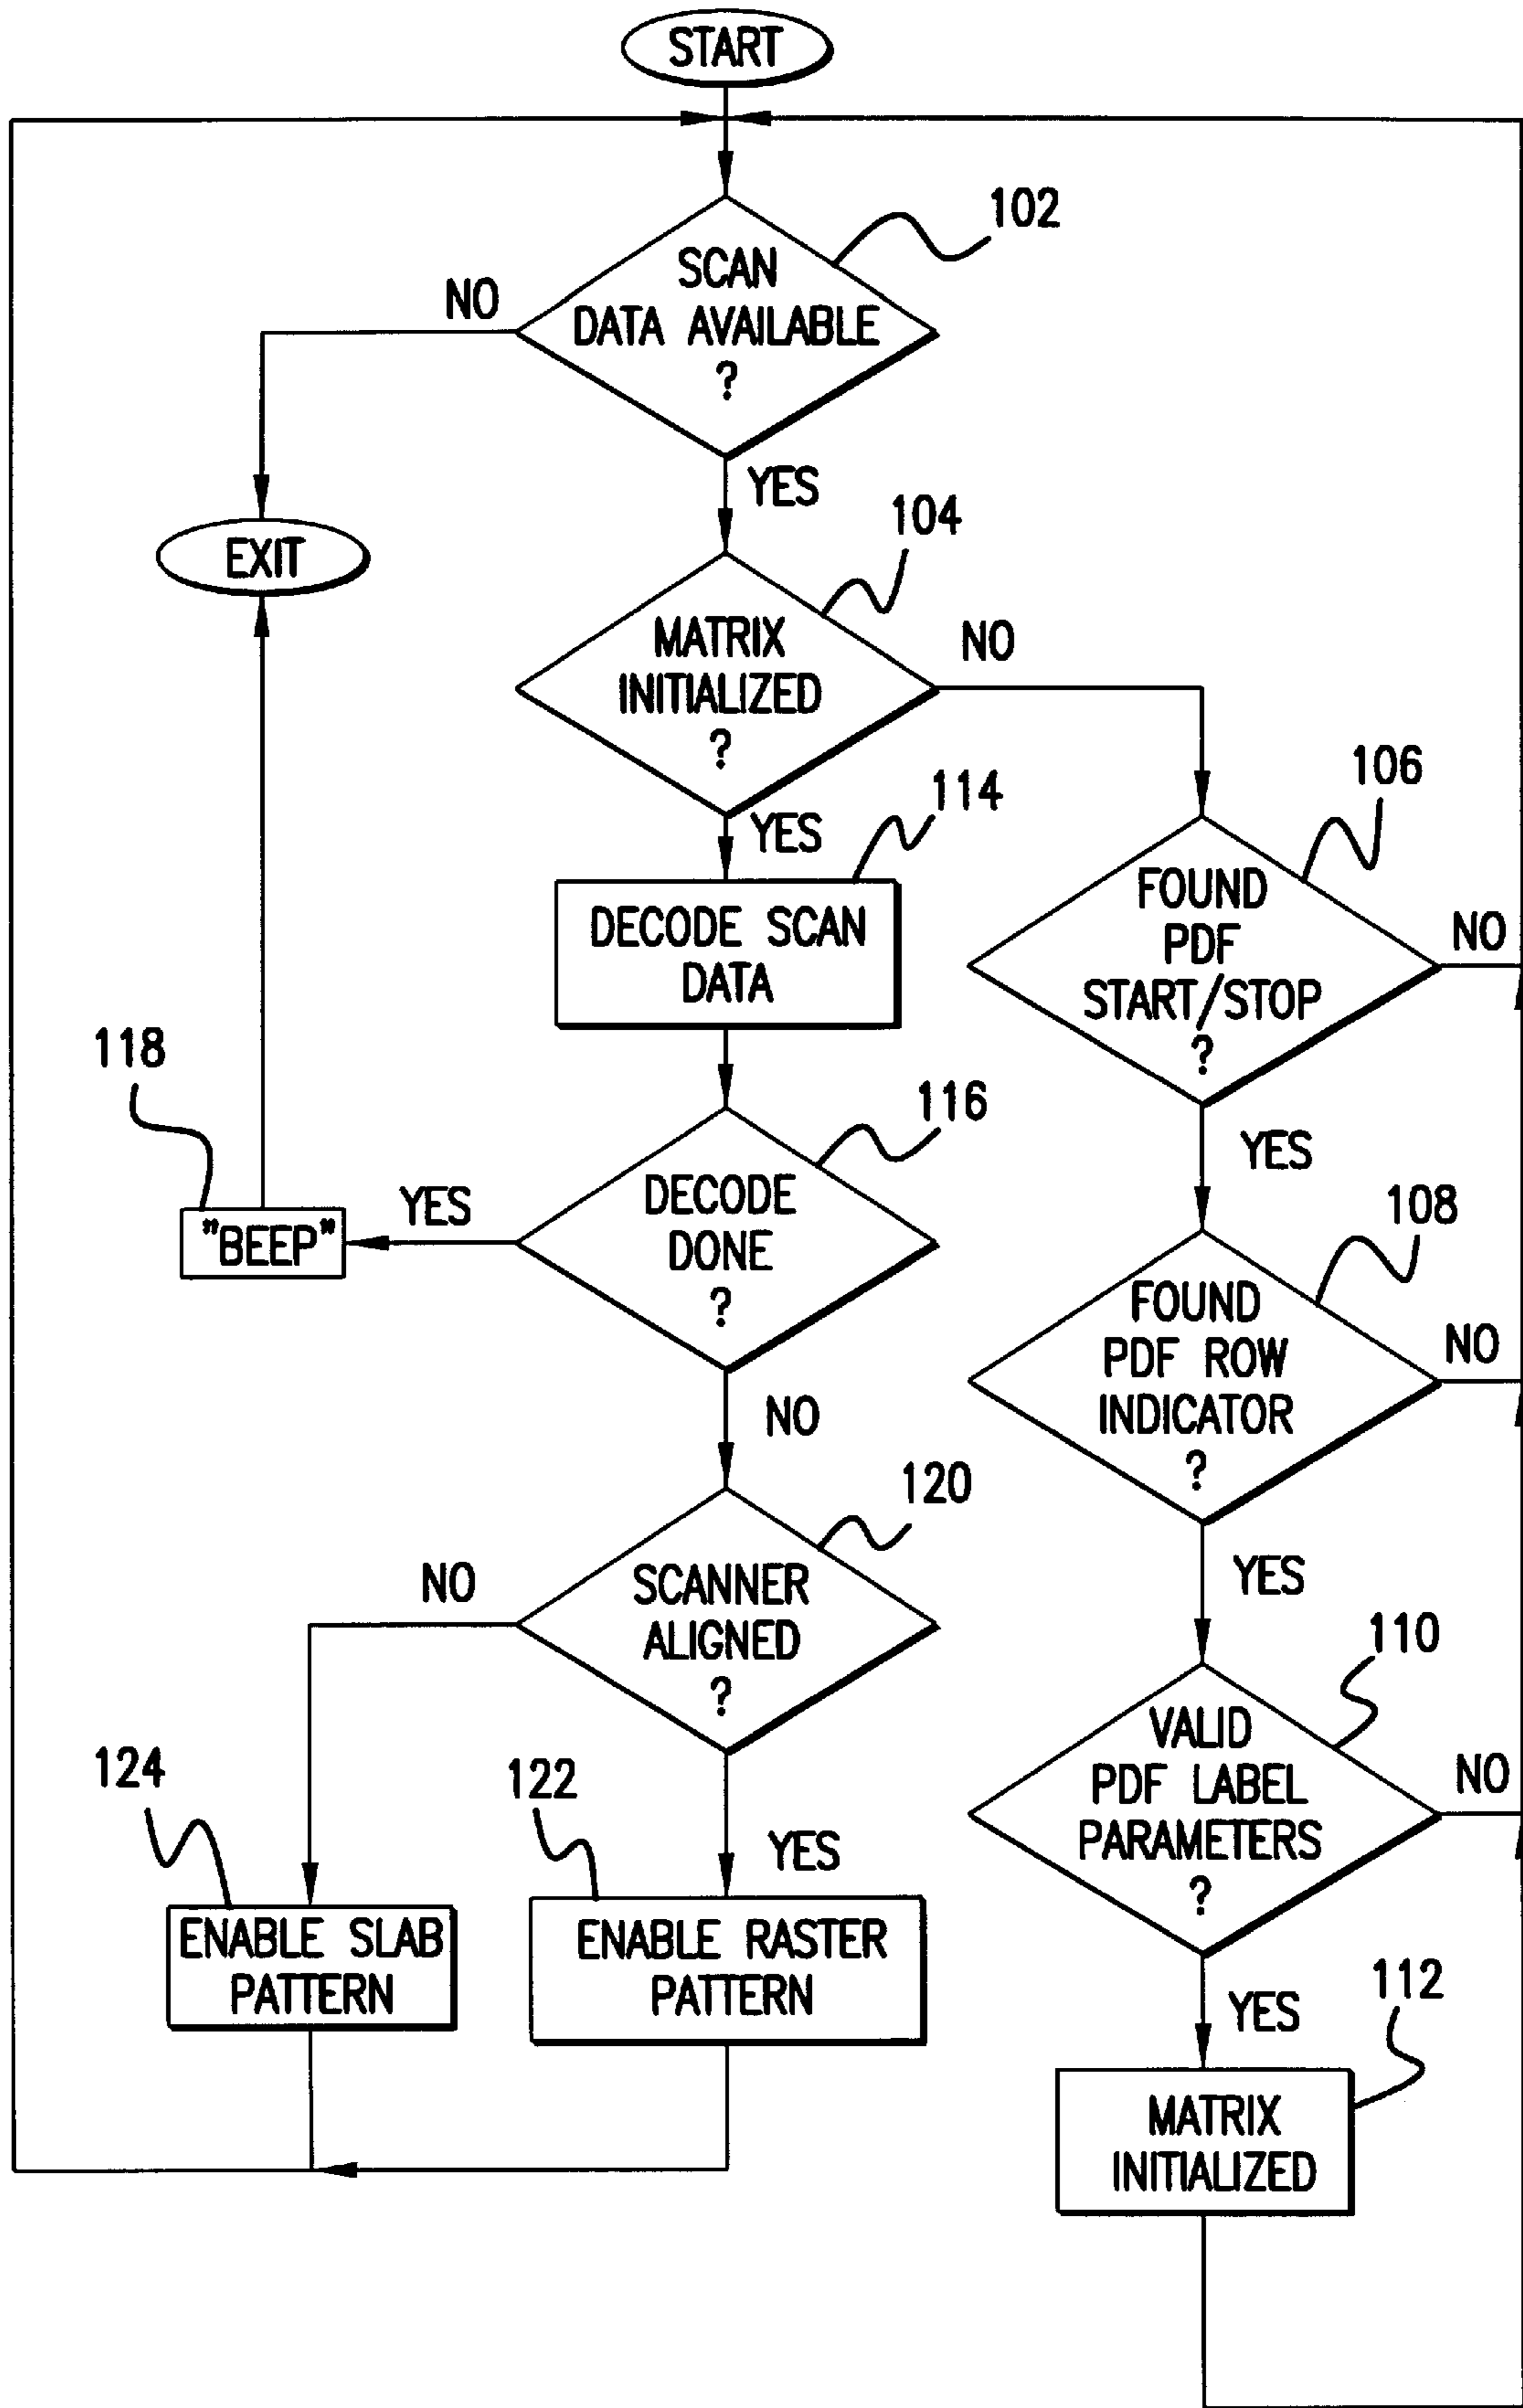 START
102
SCAN
DATA AVAILABLE
?
NO
YES
EXIT
104
MATRIX
INITIALIZED
?
NO
YES
114
106
DECODE SCAN
DATA
FOUND
PDF
START/STOP
?
NO
YES
118
116
"BEEP"
YES
DECODE
DONE
?
NO
108
FOUND
PDF ROW
INDICATOR
?
NO
YES
120
SCANNER
ALIGNED
?
NO
YES
110
VALID
PDF LABEL
PARAMETERS
?
NO
YES
124
122
ENABLE SLAB
PATTERN
ENABLE RASTER
PATTERN
112
MATRIX
INITIALIZED